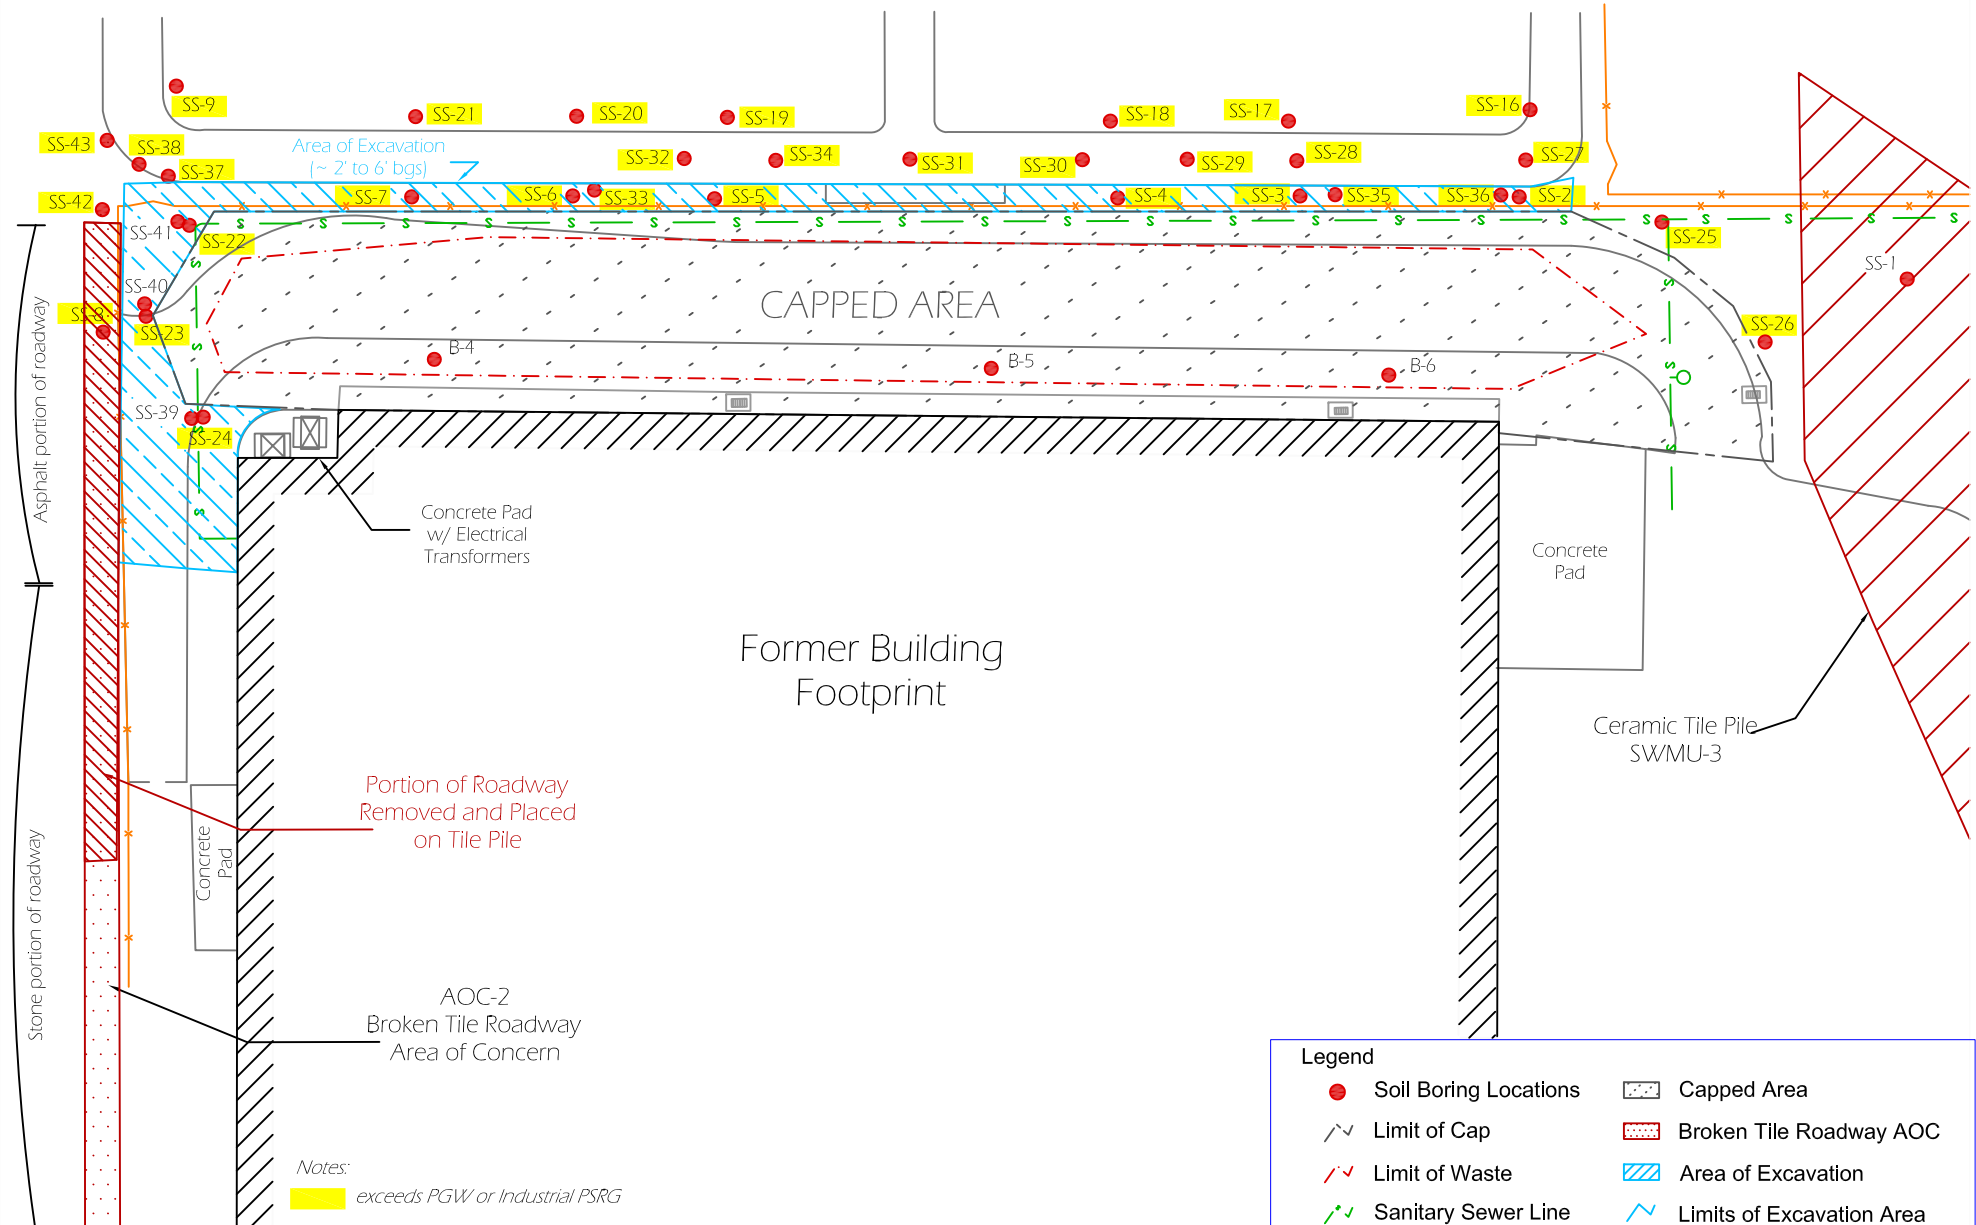 SS-9
SS-21
SS-20
SS-19
SS-18
SS-17
SS-16
SS-43
SS-38
SS-37
Area of Excavation
(~ 2' to 6' bgs)
SS-32
SS-34
SS-31
SS-30
SS-29
SS-28
SS-27
SS-42
SS-7
SS-6
SS-33
SS-5
SS-4
SS-3
SS-35
SS-36
SS-2
SS-41
SS-22
SS-25
SS-1
SS-40
SS-8
SS-23
CAPPED AREA
SS-26
B-4
B-5
B-6
SS-39
SS-24
Asphalt portion of roadway
Concrete Pad
w/ Electrical
Transformers
Concrete
Pad
Former Building
Footprint
Ceramic Tile Pile
SWMU-3
Portion of Roadway
Removed and Placed
on Tile Pile
Concrete
Pad
Stone portion of roadway
AOC-2
Broken Tile Roadway
Area of Concern
Notes:
exceeds PGW or Industrial PSRG
Legend
Soil Boring Locations
Limit of Cap
Limit of Waste
Sanitary Sewer Line
Capped Area
Broken Tile Roadway AOC
Area of Excavation
Limits of Excavation Area